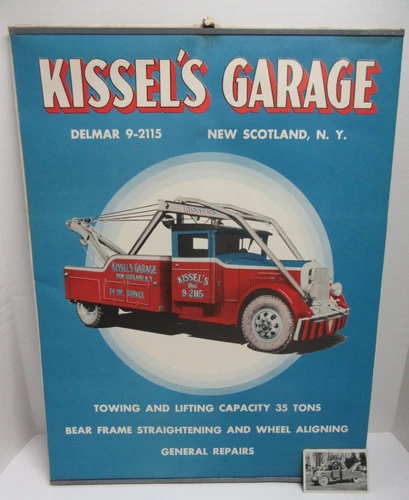 KISSEL'S GARAGE
DELMAR 9-2115 NEW SCOTLAND, N. Y.
KISSEL'S
KISSEL'S GARAGE
NEW SCOTLAND, N.Y.
24 HR. SERVICE
KISSEL'S
9-2115
TOWING AND LIFTING CAPACITY 35 TONS
BEAR FRAME STRAIGHTENING AND WHEEL ALIGNING
GENERAL REPAIRS